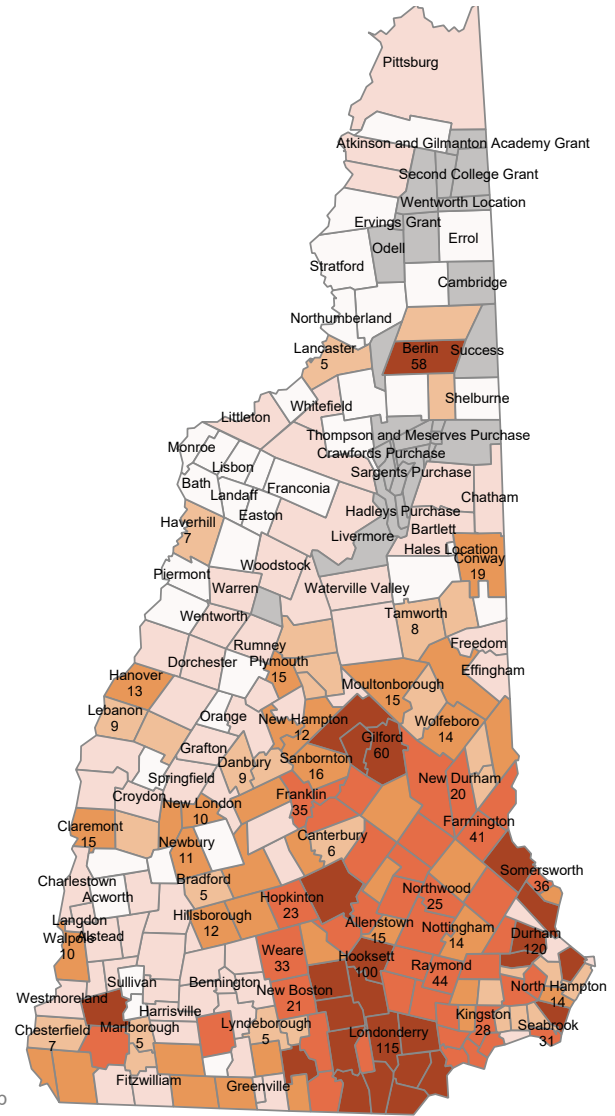 Pittsburg
Atkinson and Gilmanton Academy Grant
Second College Grant
Wentworth Location
Ervings Grant
Errol
Odell
Stratford
Cambridge
Northumberland
Lancaster
5
Berlin
58
Success
Shelburne
Whitefield
Littleton
Thompson and Meserves Purchase
Monroe
Crawfords Purchase
Lisbon
Sargents Purchase
Bath
Landaff
Franconia
Chatham
Easton
Hadleys Purchase
Haverhill
7
Bartlett
Livermore
Hales Location
Conway
19
Woodstock
Piermont
Warren
Waterville Valley
Wentworth
Tamworth
8
Rumney
Freedom
Dorchester
Plymouth
15
Effingham
Hanover
13
Moultonborough
15
Lebanon
9
Orange
New Hampton
12
Wolfeboro
14
Gilford
60
Grafton
Danbury
9
Sanbornton
16
Springfield
New Durham
20
Croydon
Franklin
35
New London
10
Farmington
41
Claremont
15
Canterbury
6
Newbury
11
Somersworth
36
Charlestown
Bradford
5
Acworth
Northwood
25
Hopkinton
23
Langdon
Hillsborough
12
Allenstown
15
Nottingham
14
Durham
120
Walpole
10
Alstead
Weare
33
Hooksett
100
Raymond
44
Sullivan
Bennington
New Boston
21
North Hampton
14
Westmoreland
Harrisville
Kingston
28
Seabrook
31
Chesterfield
7
Marlborough
5
Lyndeborough
5
Londonderry
115
Fitzwilliam
Greenville